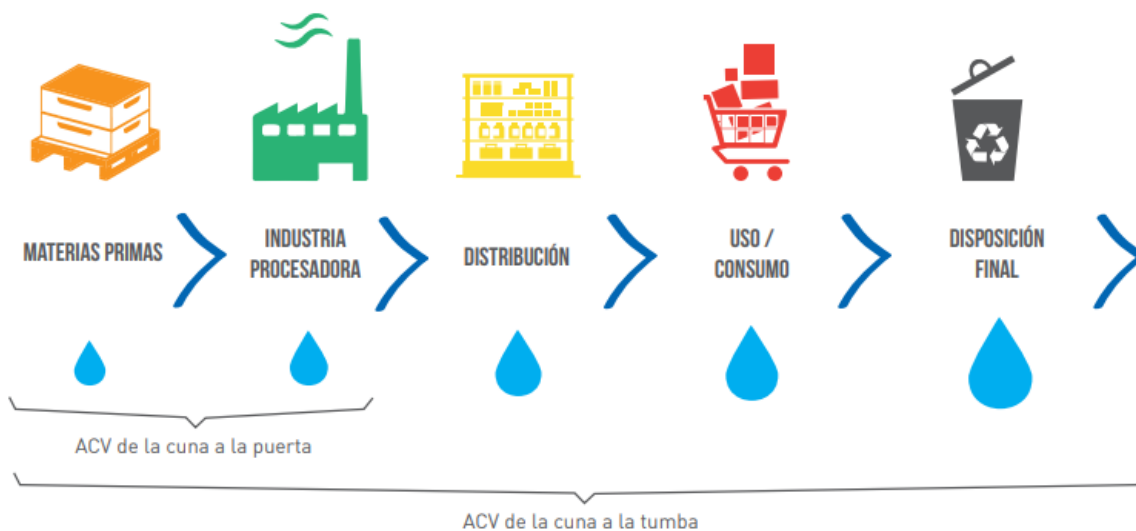 MATERIAS PRIMAS
INDUSTRIA
PROCESADORA
DISTRIBUCIÓN
USO /
CONSUMO
DISPOSICIÓN
FINAL
ACV de la cuna a la puerta
ACV de la cuna a la tumba